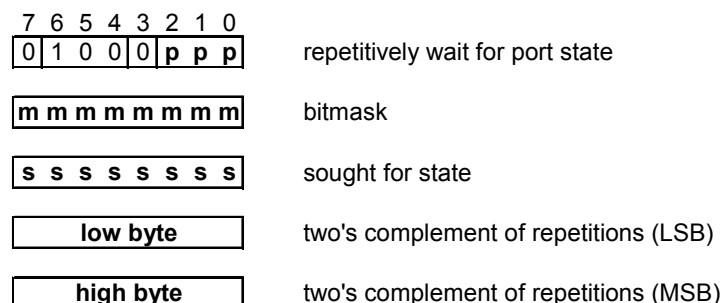 7 6 5 4 3 2 1 0
0 1 0 0 0 p p p repetitively wait for port state
m m m m m m m m bitmask
s s s s s s s s sought for state
low byte two's complement of repetitions (LSB)
high byte two's complement of repetitions (MSB)